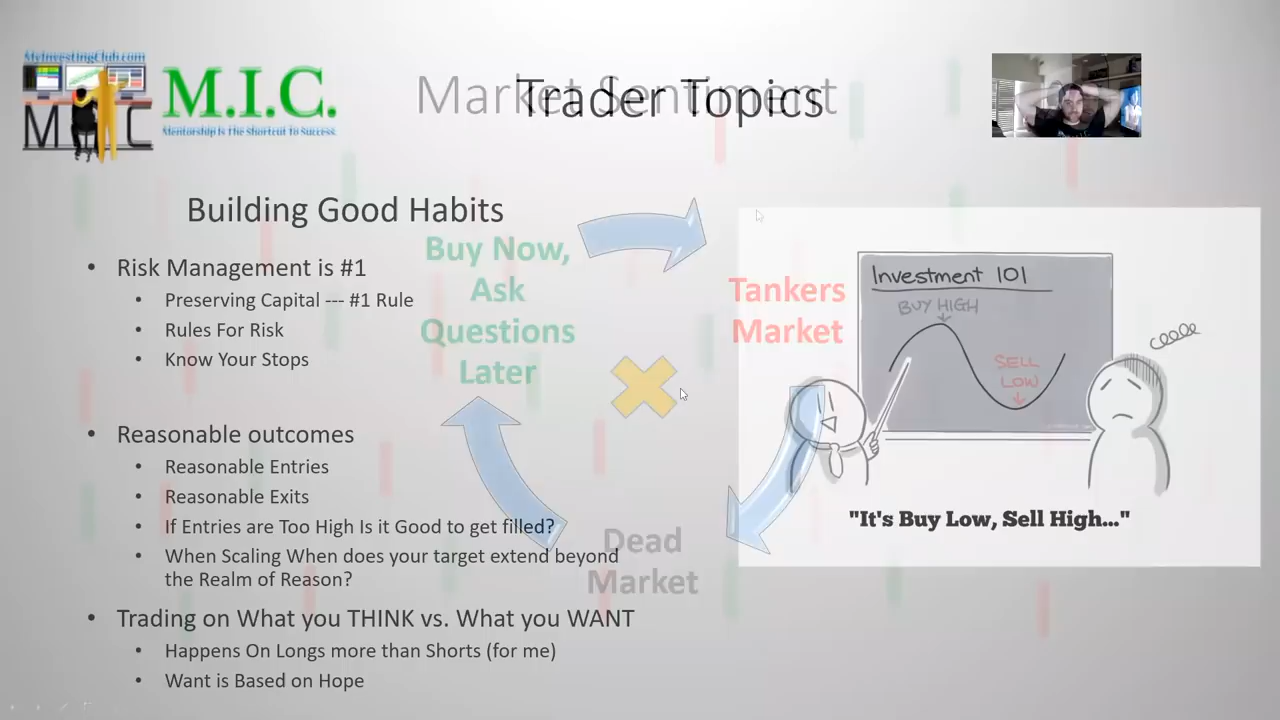 MyInvestingClub.com
MIC
M.I.C.
Mentorship Is The Shortcut To Success.
Market Sentiment
Trader Topics
Building Good Habits
• Risk Management is #1
• Preserving Capital --- #1 Rule
• Rules For Risk
• Know Your Stops
• Reasonable outcomes
• Reasonable Entries
• Reasonable Exits
• If Entries are Too High Is it Good to get filled?
• When Scaling When does your target extend beyond
the Realm of Reason?
• Trading on What you THINK vs. What you WANT
• Happens On Longs more than Shorts (for me)
• Want is Based on Hope
Buy Now,
Ask
Questions
Later
Tankers
Market
Dead
Market
Investment 101
BUY HIGH
SELL
LOW
"It's Buy Low, Sell High..."